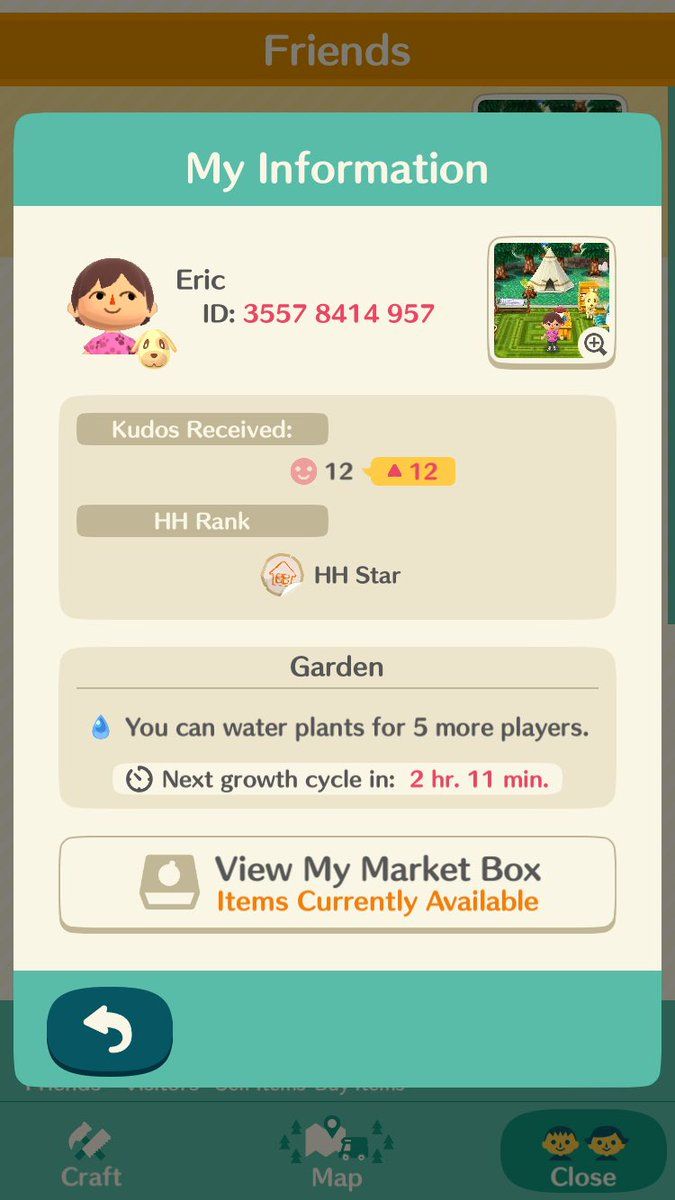 Friends
My Information
Eric
ID: 3557 8414 957
Kudos Received:
12 ▲ 12
HH Rank
HH Star
Garden
You can water plants for 5 more players.
Next growth cycle in: 2 hr. 11 min.
View My Market Box
Items Currently Available
Friends Visitors Sell Items Buy Items
Craft
Map
Close